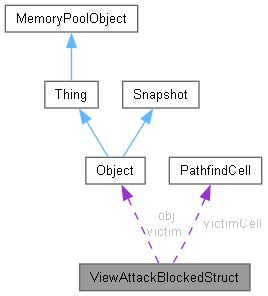 MemoryPoolObject
Thing
Snapshot
Object
PathfindCell
obj
victim
victimCell
ViewAttackBlockedStruct